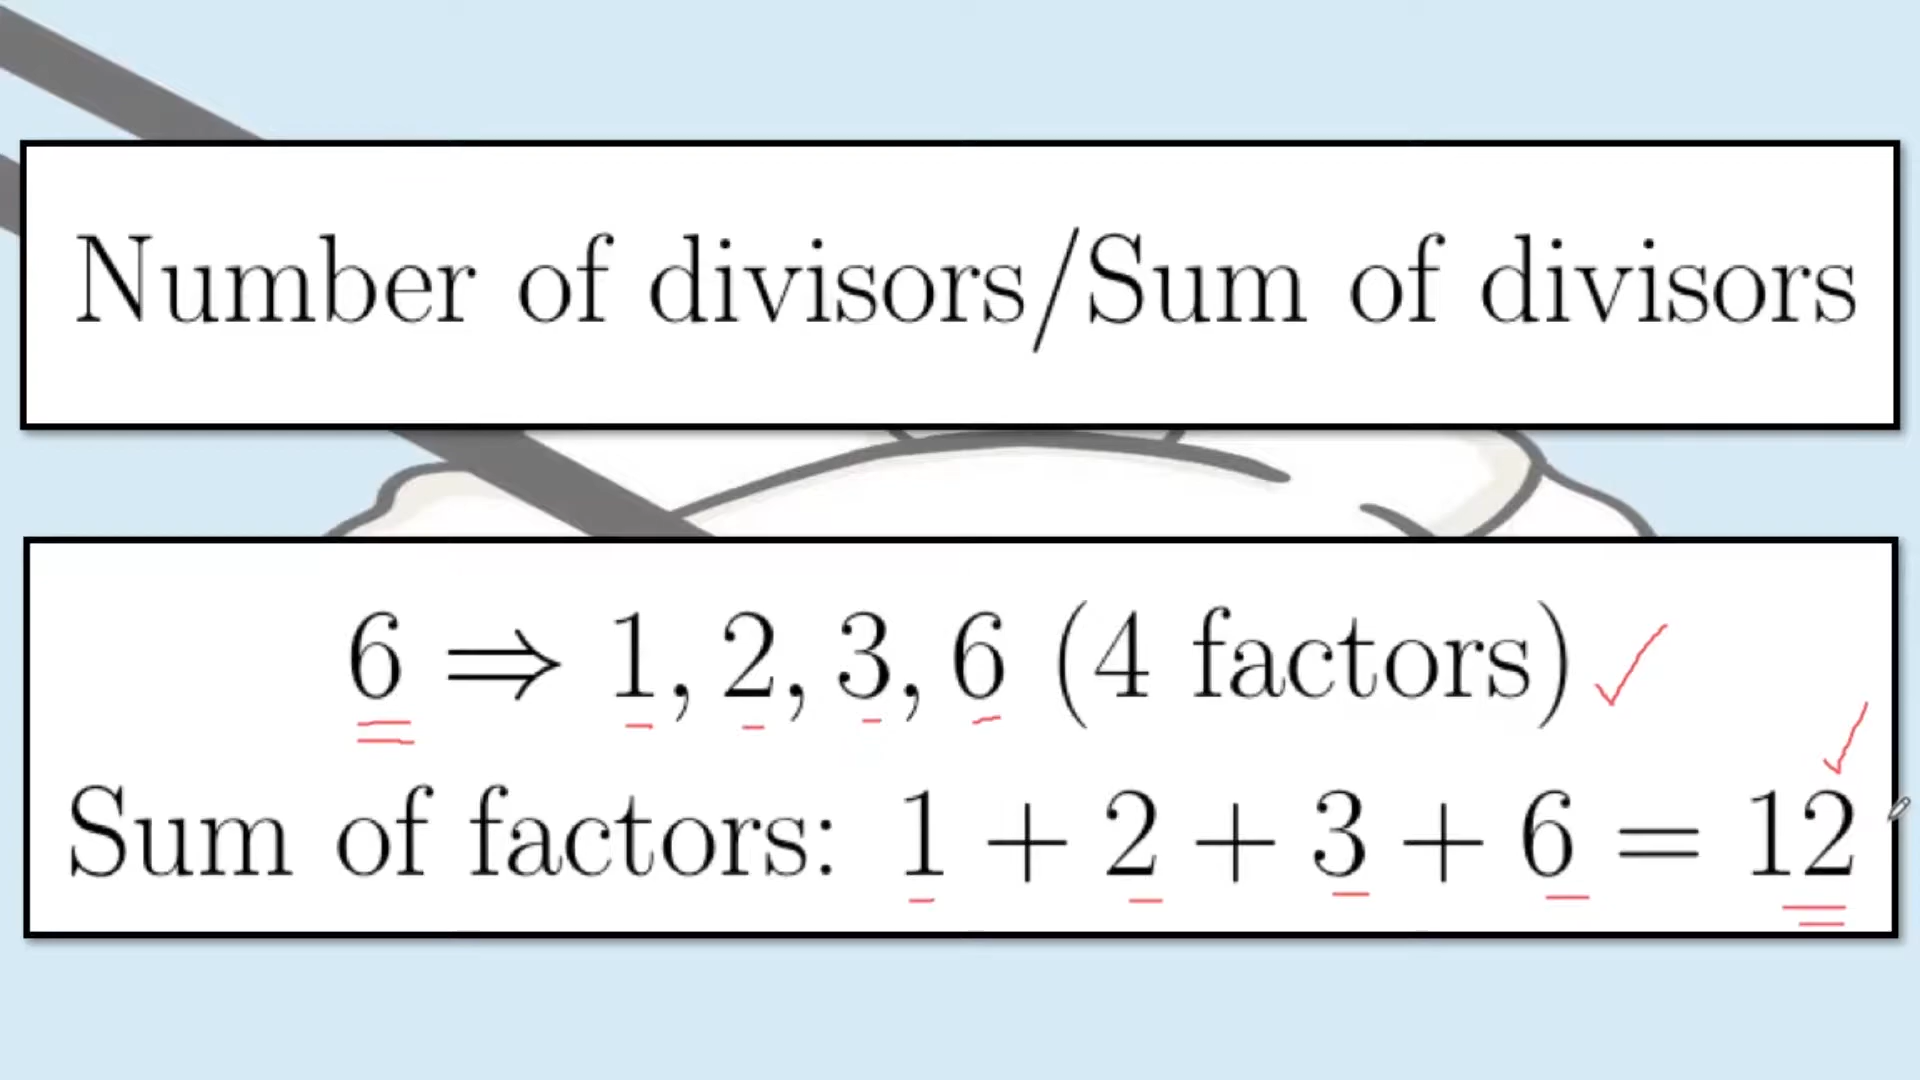 Number of divisors/Sum of divisors
6 ⇒ 1, 2, 3, 6 (4 factors)
Sum of factors: 1 + 2 + 3 + 6 = 12